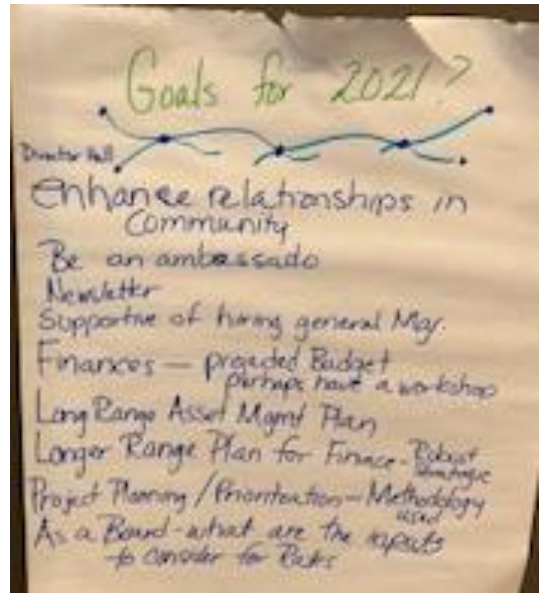 Goals for 2021?
Director Hall
enhance relationships in
Community
Be an ambassado
Newsletter
Supportive of hiring general Mgr.
Finances — projected Budget
perhaps have a workshop
Long Range Asset Mgmt Plan
Longer Range Plan for Finance - Robust
strategic
Project Planning / Prioritization — Methodology
used
As a Board - what are the inputs
to consider for Rates